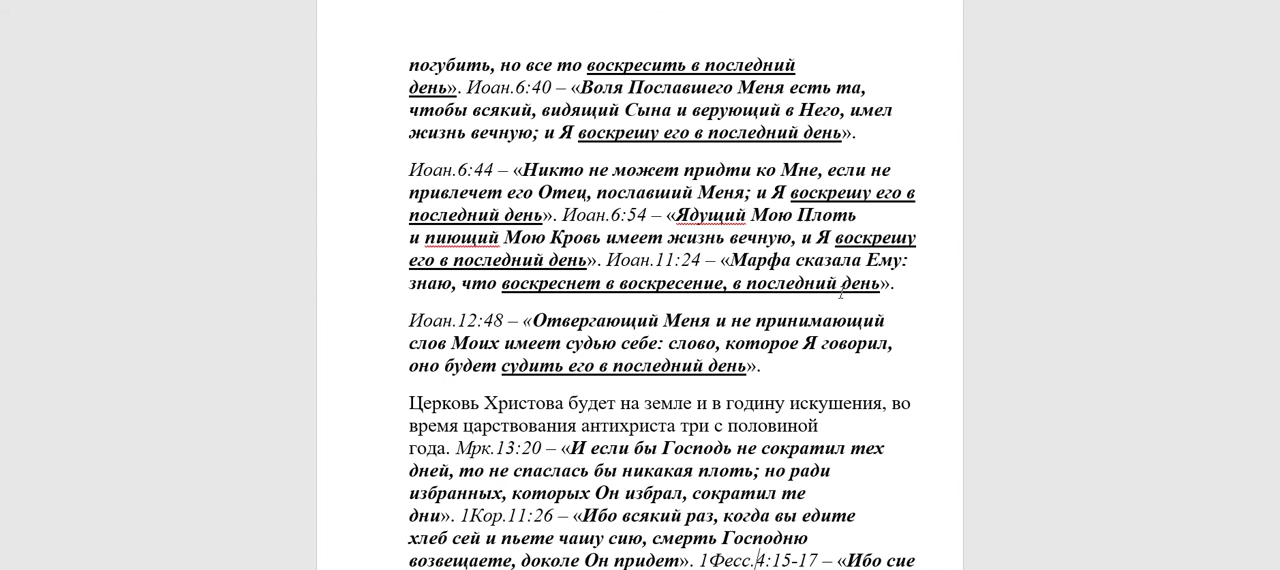 погубить, но все то воскресить в последний
день». Иоан.6:40 – «Воля Пославшего Меня есть та,
чтобы всякий, видящий Сына и верующий в Него, имел
жизнь вечную; и Я воскрешу его в последний день».
Иоан.6:44 – «Никто не может придти ко Мне, если не
привлечет его Отец, пославший Меня; и Я воскрешу его в
последний день». Иоан.6:54 – «Ядущий Мою Плоть
и пиющий Мою Кровь имеет жизнь вечную, и Я воскрешу
его в последний день». Иоан.11:24 – «Марфа сказала Ему:
знаю, что воскреснет в воскресение, в последний день».
Иоан.12:48 – «Отвергающий Меня и не принимающий
слов Моих имеет судью себе: слово, которое Я говорил,
оно будет судить его в последний день».
Церковь Христова будет на земле и в годину искушения, во
время царствования антихриста три с половиной
года. Мрк.13:20 – «И если бы Господь не сократил тех
дней, то не спаслась бы никакая плоть; но ради
избранных, которых Он избрал, сократил те
дни». 1Кор.11:26 – «Ибо всякий раз, когда вы едите
хлеб сей и пьете чашу сию, смерть Господню
возвещаете, доколе Он придет». 1Фесс.4:15-17 – «Ибо сие